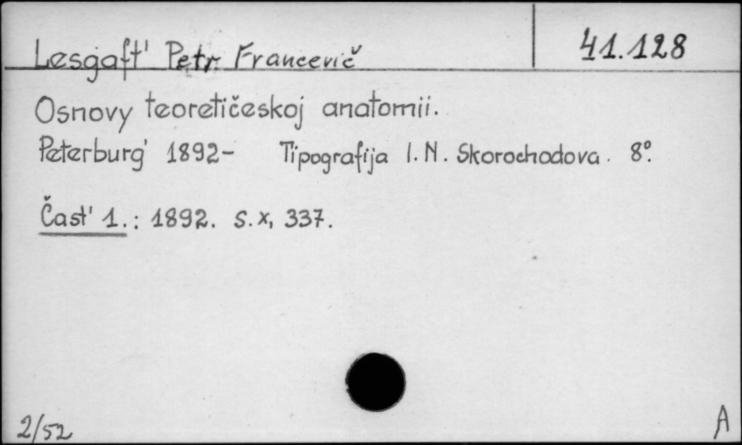 Lesgaft' Petr Francevič 41.128
Osnovy teoretičeskoj anatomii.
Peterburg' 1892- Tipografija I. N. Skorochodova. 8°.
Čast' 1.: 1892. S. x, 337.
2/52 A